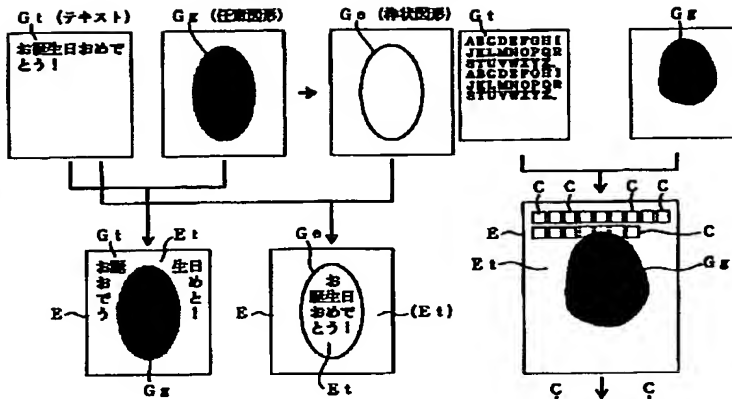 Gt (テキスト)
お誕生日おめで
とう!
Gg (任意図形)
Ge (枠状図形)
Gt
ABCDEFGHI
JKLMNOPQR
STUVWXYZ
ABCDEFGHI
JKLMNOPQR
STUVWXYZ
Gg
Gt
Et
お誕 生日
お め
で と
う !
E
Gg
Ge
お
誕生日
おめで
とう!
E
(Et)
Et
C C C C
E
C
Et
Gg
C C